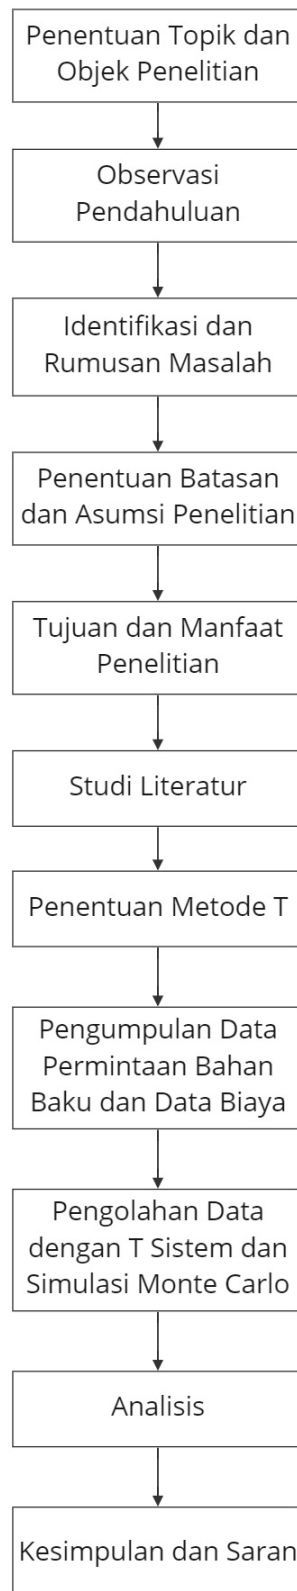 Penentuan Topik dan
Objek Penelitian
Observasi
Pendahuluan
Identifikasi dan
Rumusan Masalah
Penentuan Batasan
dan Asumsi Penelitian
Tujuan dan Manfaat
Penelitian
Studi Literatur
Penentuan Metode T
Pengumpulan Data
Permintaan Bahan
Baku dan Data Biaya
Pengolahan Data
dengan T Sistem dan
Simulasi Monte Carlo
Analisis
Kesimpulan dan Saran